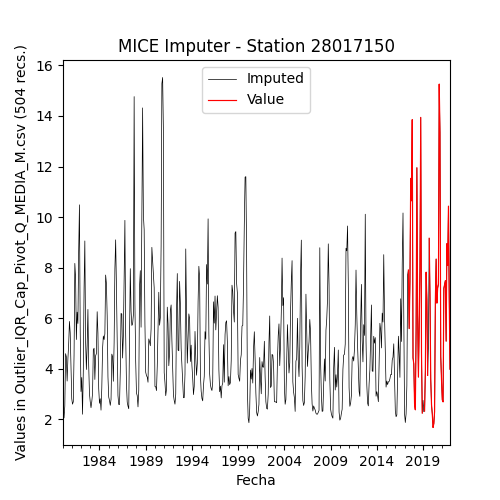 MICE Imputer - Station 28017150
Values in Outlier_IQR_Cap_Pivot_Q_MEDIA_M.csv (504 recs.)
16
14
12
10
8
6
4
2
Imputed
Value
1984 1989 1994 1999 2004 2009 2014 2019
Fecha